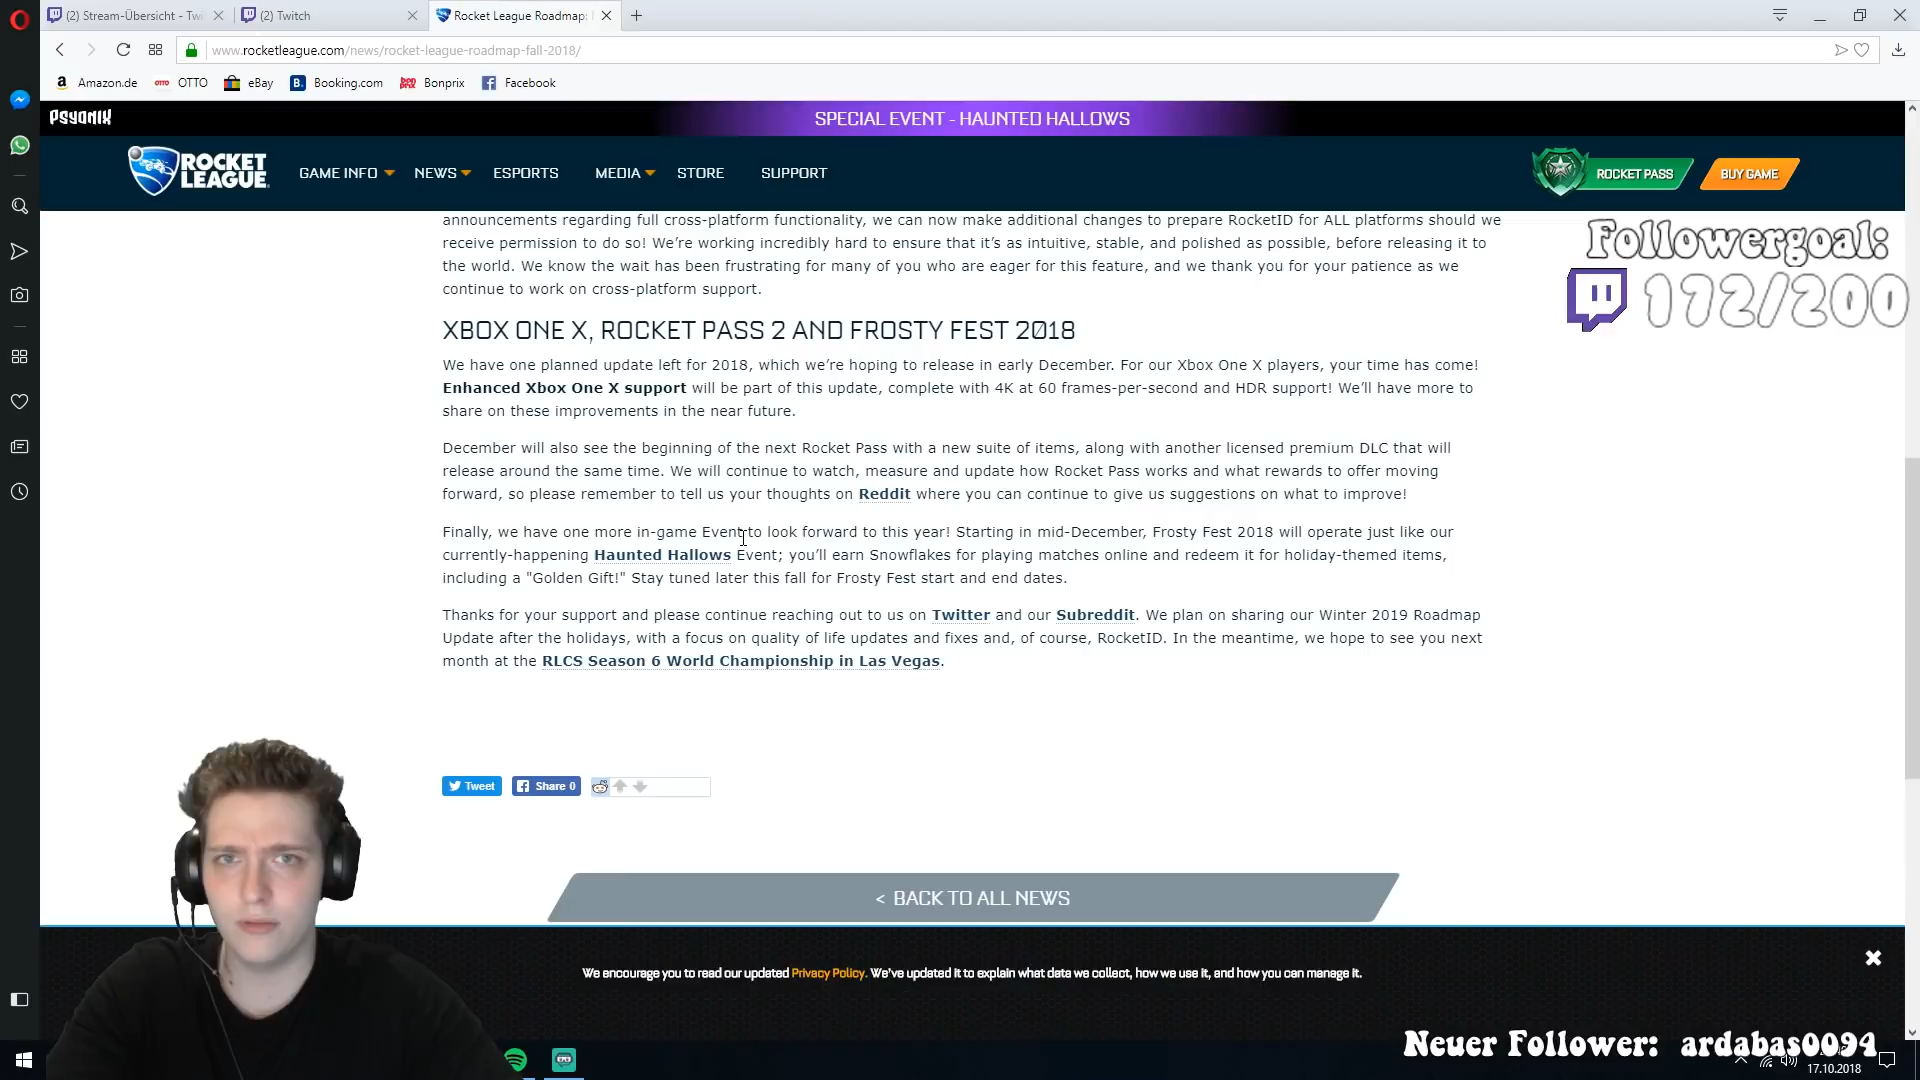 (2) Stream-Übersicht - Twi
(2) Twitch
Rocket League Roadmap:
www.rocketleague.com/news/rocket-league-roadmap-fall-2018/
Amazon.de
OTTO
eBay
Booking.com
Bonprix
Facebook
PSYONIX
SPECIAL EVENT - HAUNTED HALLOWS
ROCKET LEAGUE
GAME INFO
NEWS
ESPORTS
MEDIA
STORE
SUPPORT
ROCKET PASS
BUY GAME
Followergoal:
172/200
announcements regarding full cross-platform functionality, we can now make additional changes to prepare RocketID for ALL platforms should we
receive permission to do so! We’re working incredibly hard to ensure that it’s as intuitive, stable, and polished as possible, before releasing it to
the world. We know the wait has been frustrating for many of you who are eager for this feature, and we thank you for your patience as we
continue to work on cross-platform support.
XBOX ONE X, ROCKET PASS 2 AND FROSTY FEST 2018
We have one planned update left for 2018, which we’re hoping to release in early December. For our Xbox One X players, your time has come!
Enhanced Xbox One X support will be part of this update, complete with 4K at 60 frames-per-second and HDR support! We’ll have more to
share on these improvements in the near future.
December will also see the beginning of the next Rocket Pass with a new suite of items, along with another licensed premium DLC that will
release around the same time. We will continue to watch, measure and update how Rocket Pass works and what rewards to offer moving
forward, so please remember to tell us your thoughts on Reddit where you can continue to give us suggestions on what to improve!
Finally, we have one more in-game Event to look forward to this year! Starting in mid-December, Frosty Fest 2018 will operate just like our
currently-happening Haunted Hallows Event; you’ll earn Snowflakes for playing matches online and redeem it for holiday-themed items,
including a "Golden Gift!" Stay tuned later this fall for Frosty Fest start and end dates.
Thanks for your support and please continue reaching out to us on Twitter and our Subreddit. We plan on sharing our Winter 2019 Roadmap
Update after the holidays, with a focus on quality of life updates and fixes and, of course, RocketID. In the meantime, we hope to see you next
month at the RLCS Season 6 World Championship in Las Vegas.
Tweet
Share 0
< BACK TO ALL NEWS
We encourage you to read our updated Privacy Policy. We’ve updated it to explain what data we collect, how we use it, and how you can manage it.
Neuer Follower: ardabas0094
17.10.2018